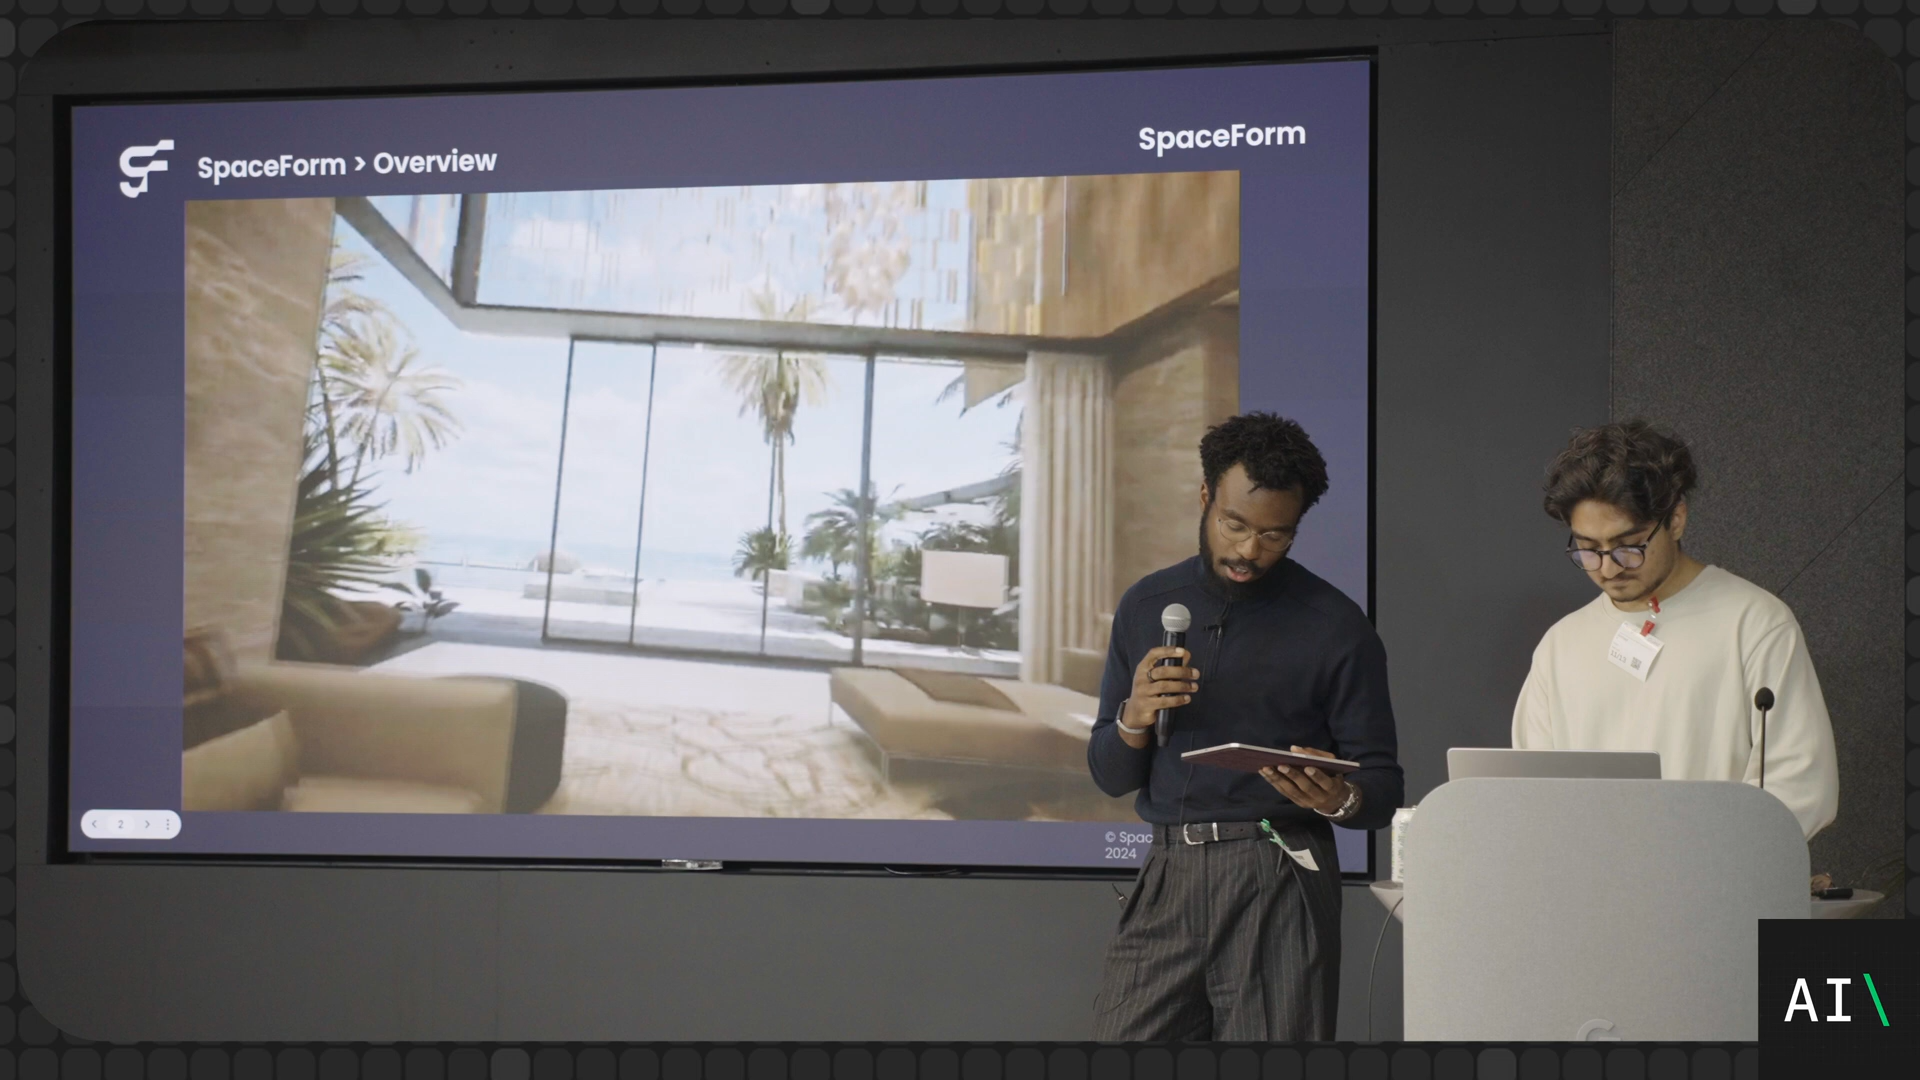 SpaceForm > Overview
SpaceForm
2
© Spac
2024
AI\
G